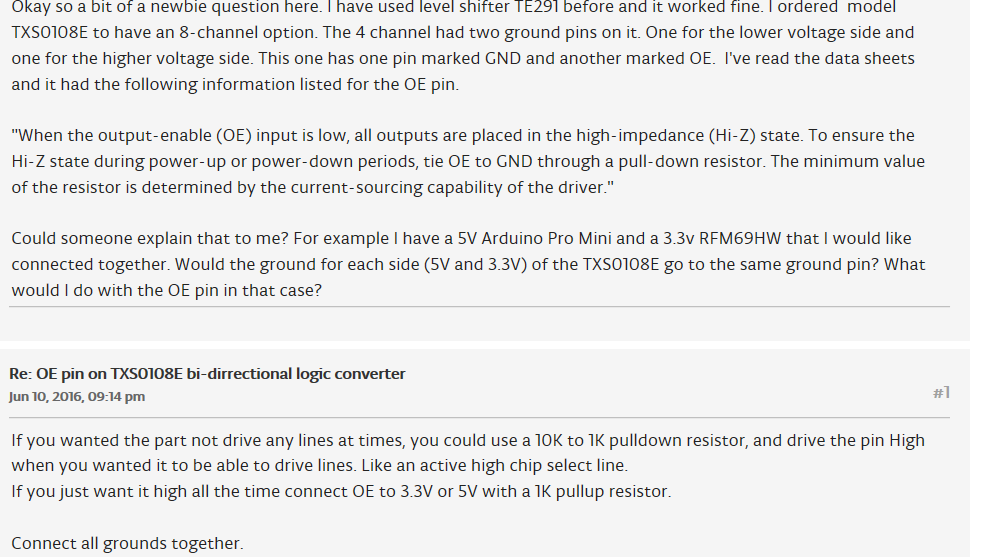 Okay so a bit of a newbie question here. I have used level shifter TE291 before and it worked fine. I ordered  model
TXS0108E to have an 8-channel option. The 4 channel had two ground pins on it. One for the lower voltage side and
one for the higher voltage side. This one has one pin marked GND and another marked OE.  I've read the data sheets
and it had the following information listed for the OE pin.
"When the output-enable (OE) input is low, all outputs are placed in the high-impedance (Hi-Z) state. To ensure the
Hi-Z state during power-up or power-down periods, tie OE to GND through a pull-down resistor. The minimum value
of the resistor is determined by the current-sourcing capability of the driver."
Could someone explain that to me? For example I have a 5V Arduino Pro Mini and a 3.3v RFM69HW that I would like
connected together. Would the ground for each side (5V and 3.3V) of the TXS0108E go to the same ground pin? What
would I do with the OE pin in that case?
Re: OE pin on TXS0108E bi-dirrectional logic converter
Jun 10, 2016, 09:14 pm
#1
If you wanted the part not drive any lines at times, you could use a 10K to 1K pulldown resistor, and drive the pin High
when you wanted it to be able to drive lines. Like an active high chip select line.
If you just want it high all the time connect OE to 3.3V or 5V with a 1K pullup resistor.
Connect all grounds together.